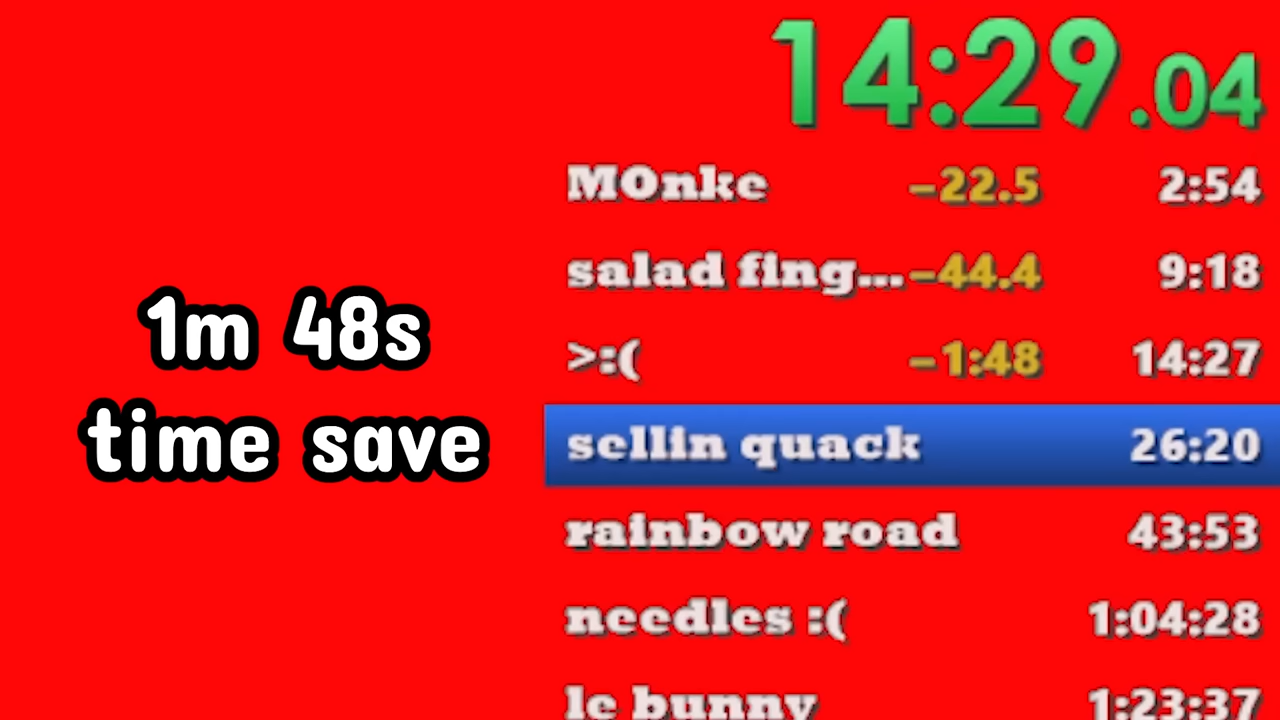 14:29.04
MOnke -22.5 2:54
salad fing... -44.4 9:18
>:( -1:48 14:27
sellin quack 26:20
rainbow road 43:53
needles :( 1:04:28
le bunny 1:23:37
1m 48s
time save